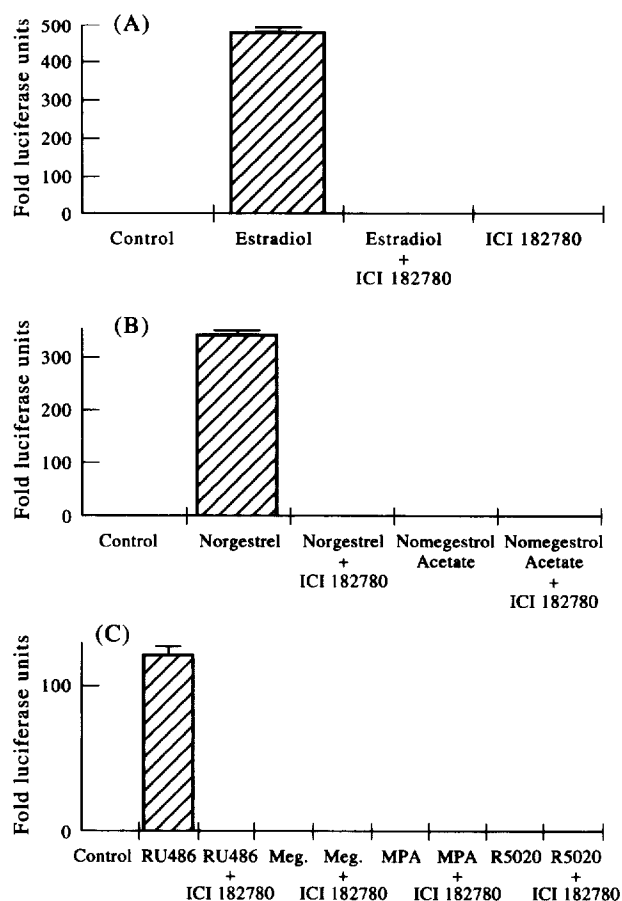 (A)
Fold luciferase units
500
400
300
200
100
0
Control
Estradiol
Estradiol
+
ICI 182780
ICI 182780
(B)
Fold luciferase units
300
200
100
0
Control
Norgestrel
Norgestrel
+
ICI 182780
Nomegestrol
Acetate
Nomegestrol
Acetate
+
ICI 182780
(C)
Fold luciferase units
100
0
Control
RU486
RU486
+
ICI 182780
Meg.
Meg.
+
ICI 182780
MPA
MPA
+
ICI 182780
R5020
R5020
+
ICI 182780